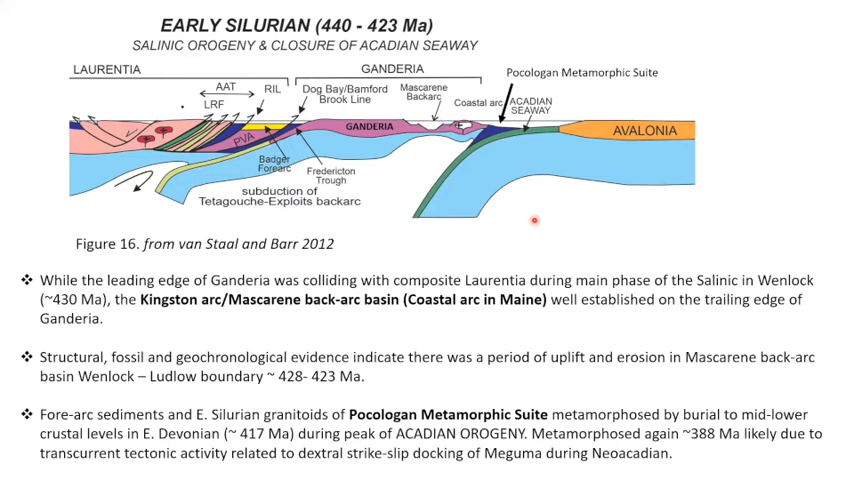 EARLY SILURIAN (440 - 423 Ma)
SALINIC OROGENY & CLOSURE OF ACADIAN SEAWAY
LAURENTIA
GANDERIA
Pocologan Metamorphic Suite
AAT
LRF
RIL
Dog Bay/Bamford
Brook Line
Mascarene
Backarc
Coastal arc
ACADIAN
SEAWAY
PVA
GANDERIA
AVALONIA
Badger
Forearc
Fredericton
Trough
subduction of
Tetagouche-Exploits backarc
Figure 16. from van Staal and Barr 2012
❖ While the leading edge of Ganderia was colliding with composite Laurentia during main phase of the Salinic in Wenlock
(~430 Ma), the Kingston arc/Mascarene back-arc basin (Coastal arc in Maine) well established on the trailing edge of
Ganderia.
❖ Structural, fossil and geochronological evidence indicate there was a period of uplift and erosion in Mascarene back-arc
basin Wenlock – Ludlow boundary ~ 428- 423 Ma.
❖ Fore-arc sediments and E. Silurian granitoids of Pocologan Metamorphic Suite metamorphosed by burial to mid-lower
crustal levels in E. Devonian (~ 417 Ma) during peak of ACADIAN OROGENY. Metamorphosed again ~388 Ma likely due to
transcurrent tectonic activity related to dextral strike-slip docking of Meguma during Neoacadian.